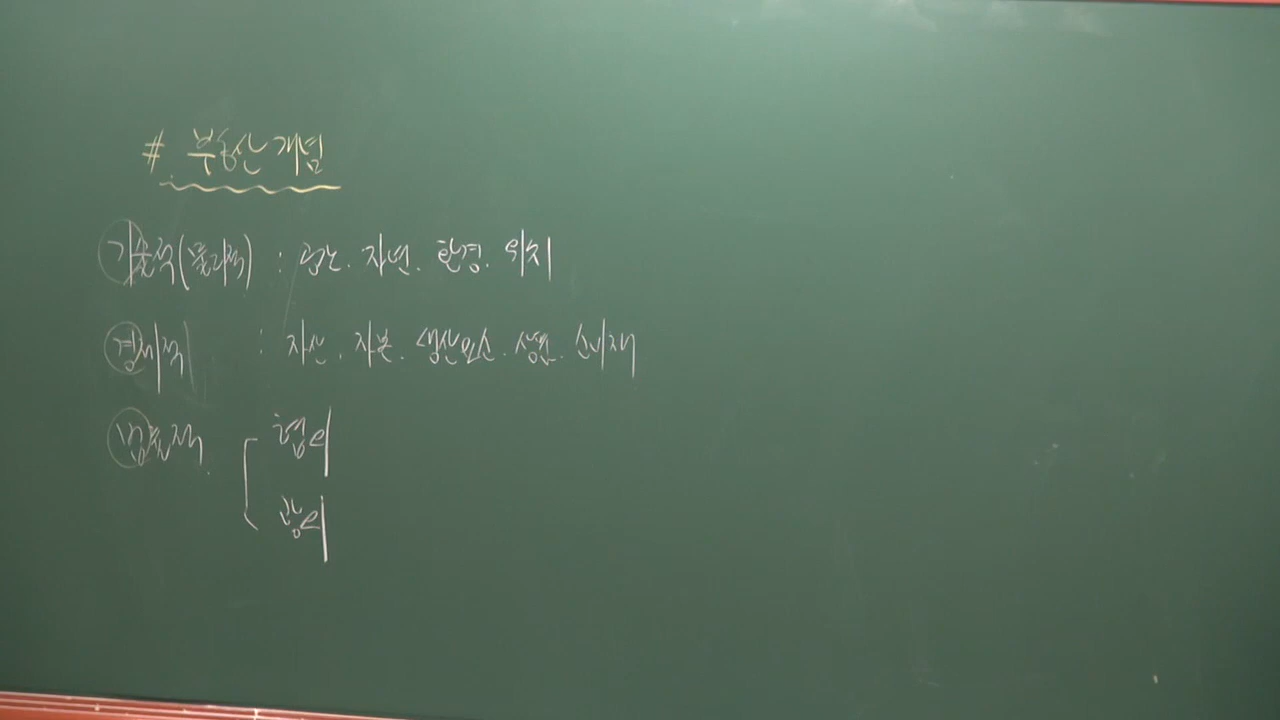 # 부동산개념
기술적(물리적) : 공간. 자연. 환경. 위치
경제적 : 자산. 자본. 생산요소. 상품. 소비재
법률적.
협의
광의